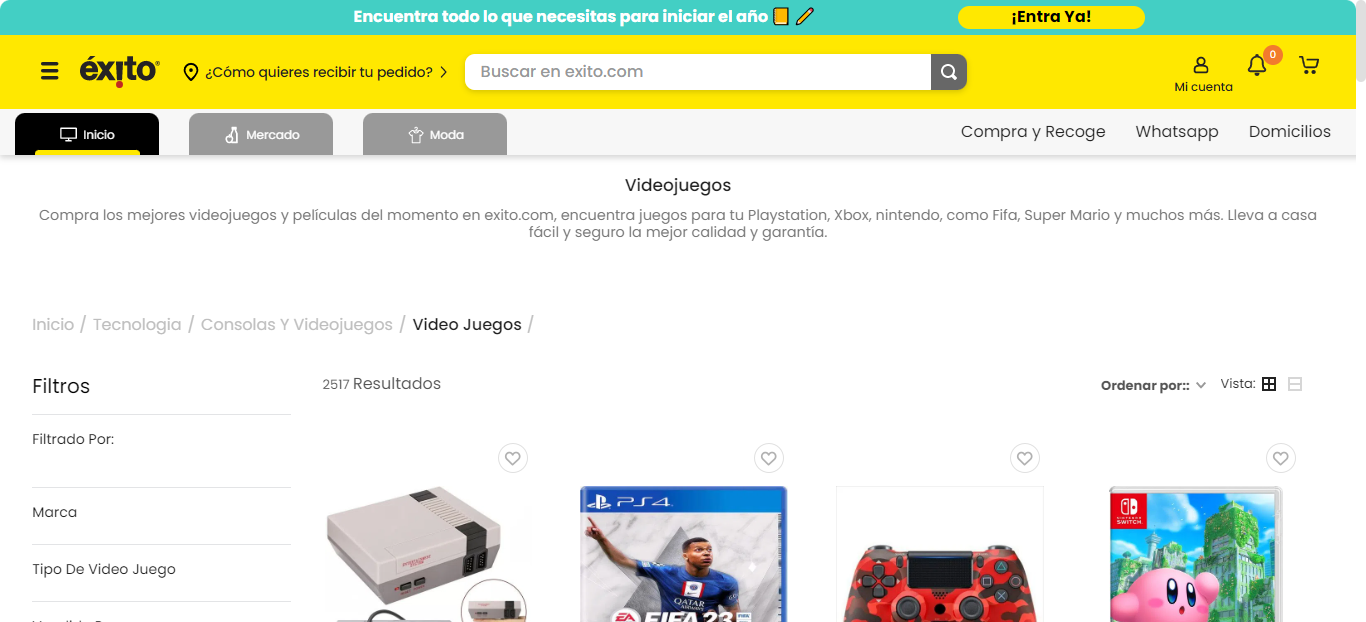 Encuentra todo lo que necesitas para iniciar el año
¡Entra Ya!
éxito
¿Cómo quieres recibir tu pedido?
Buscar en exito.com
Mi cuenta
0
Inicio
Mercado
Moda
Compra y Recoge
Whatsapp
Domicilios
Videojuegos
Compra los mejores videojuegos y películas del momento en exito.com, encuentra juegos para tu Playstation, Xbox, nintendo, como Fifa, Super Mario y muchos más. Lleva a casa
fácil y seguro la mejor calidad y garantía.
Inicio / Tecnologia / Consolas Y Videojuegos / Video Juegos /
Filtros
2517 Resultados
Ordenar por::
Vista:
Filtrado Por:
Marca
Tipo De Video Juego
PS4
QATAR
AIRWAYS
EA
FIFA 23
NINTENDO
SWITCH